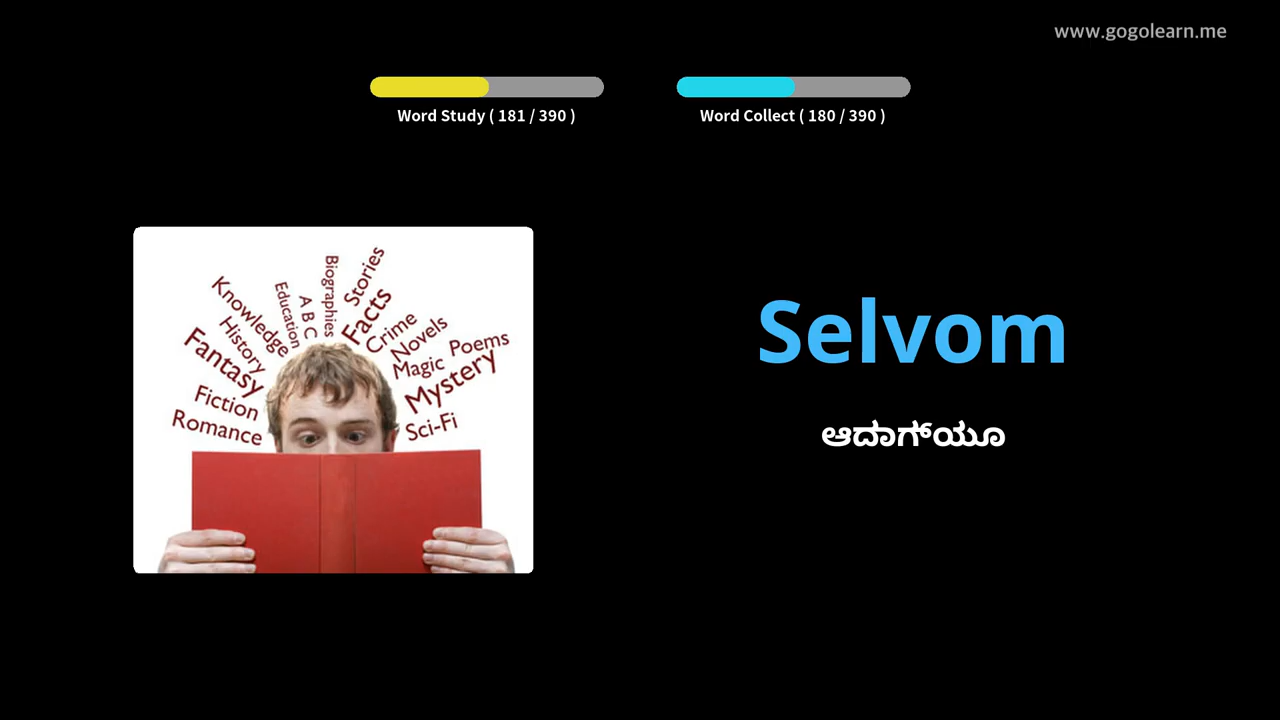 www.gogolearn.me
Word Study ( 181 / 390 )
Word Collect ( 180 / 390 )
Biographies
Stories
Education
A B C
Facts
Knowledge
Crime
History
Novels
Fantasy
Magic
Poems
Mystery
Fiction
Romance
Sci-Fi
Selvom
ಆದಾಗ್‌ಯೂ